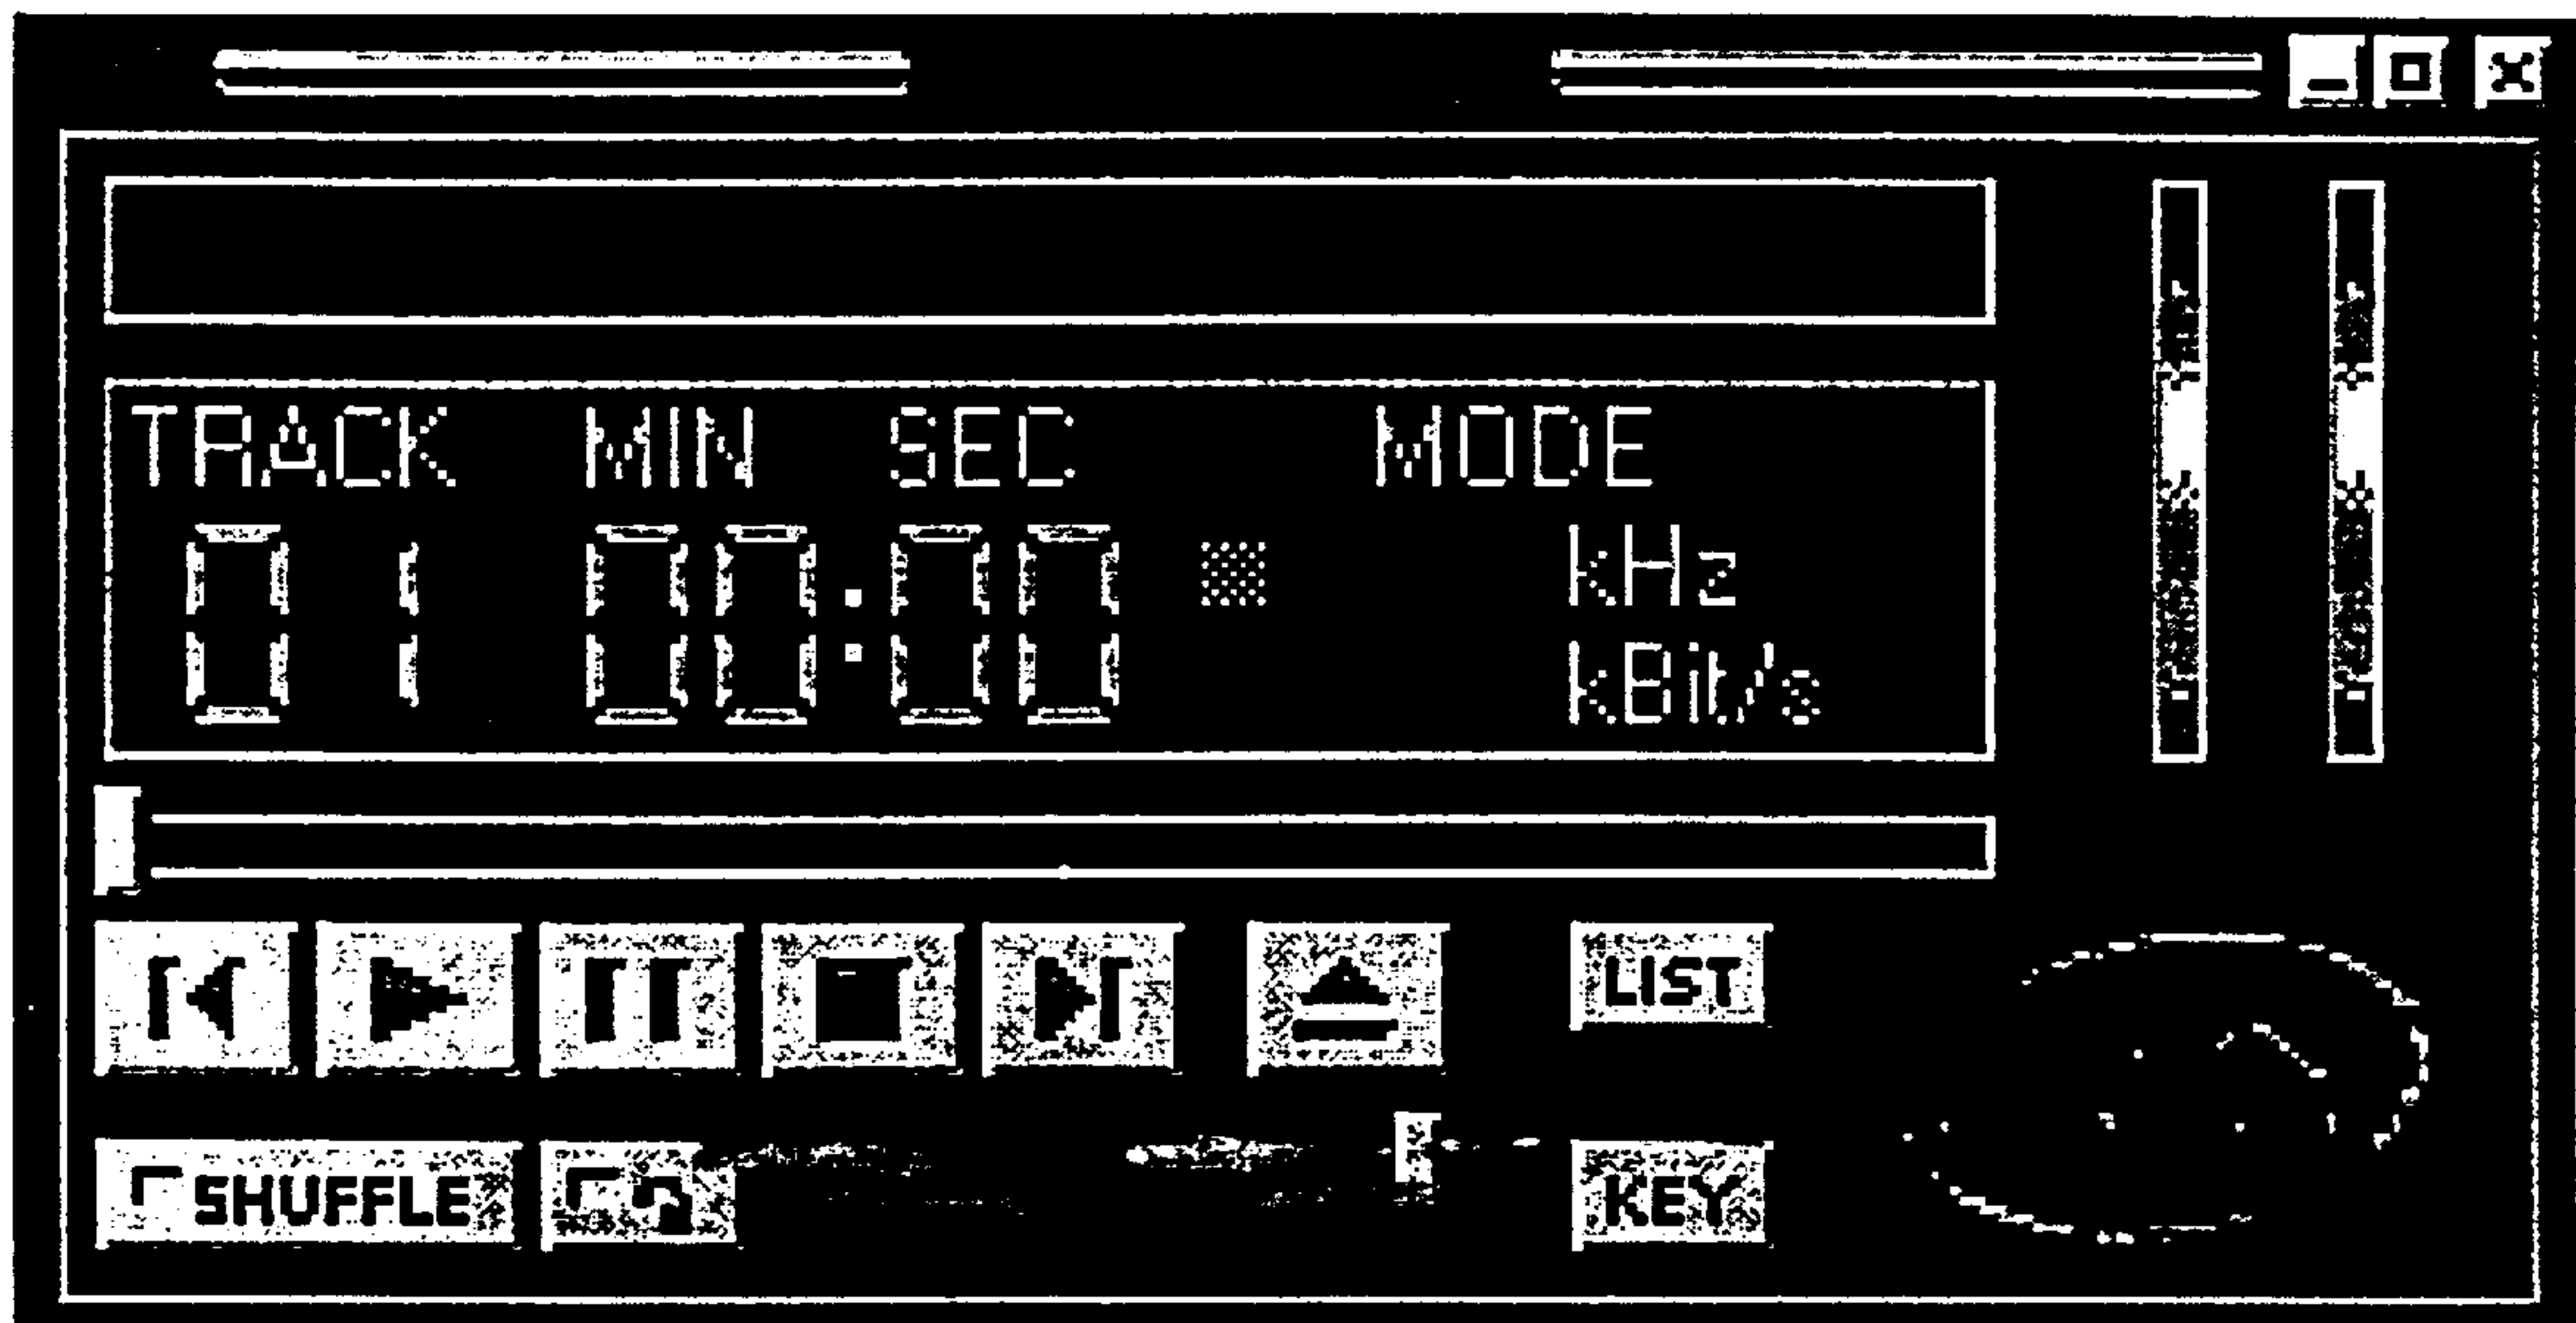 TRACK MIN SEC MODE
01 00:00 kHz
kBit/s
LIST
SHUFFLE KEY